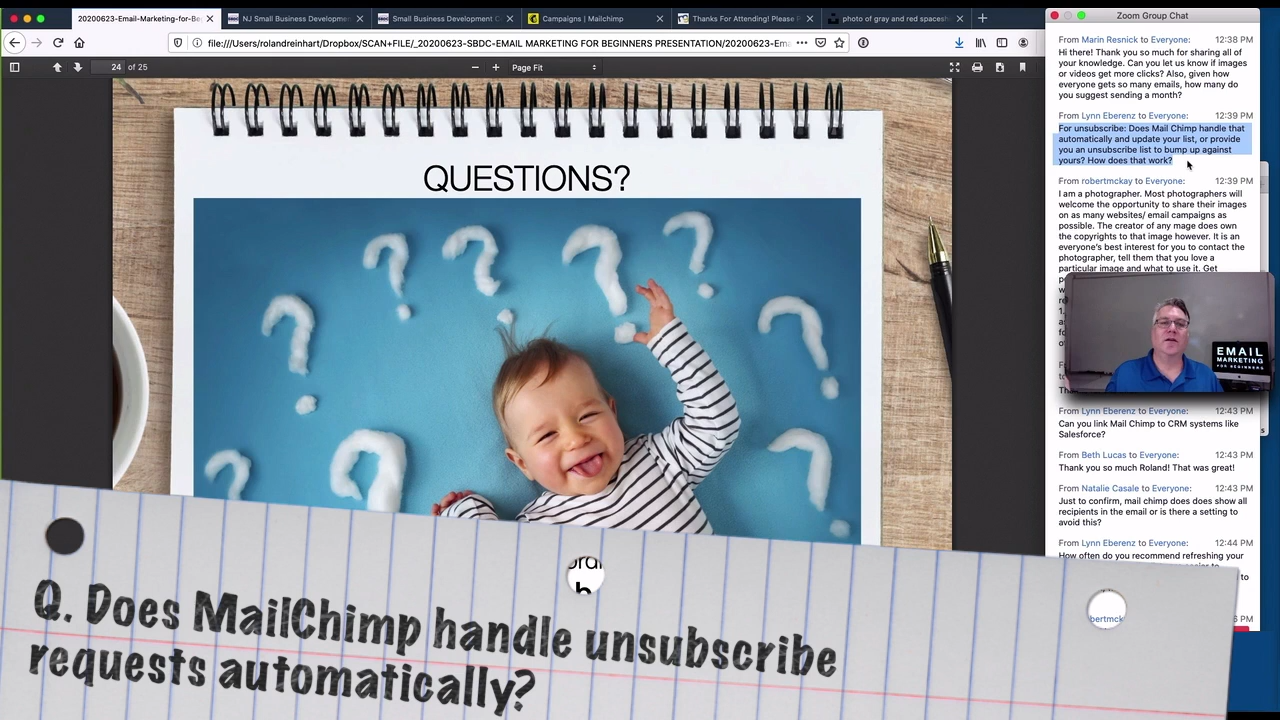 20200623-Email-Marketing-for-Be
NJ Small Business Developmen
Small Business Development C
Campaigns | Mailchimp
Thanks For Attending! Please
photo of gray and red spacesh
file:///Users/rolandreinhart/Dropbox/SCAN+FILE/_20200623-SBDC-EMAIL MARKETING FOR BEGINNERS PRESENTATION/20200623-Em
24 of 25
Page Fit
QUESTIONS?
Zoom Group Chat
From Marin Resnick to Everyone: 12:38 PM
Hi there! Thank you so much for sharing all of
your knowledge. Can you let us know if images
or videos get more clicks? Also, given how
everyone gets so many emails, how many do
you suggest sending a month?
From Lynn Eberenz to Everyone: 12:39 PM
For unsubscribe: Does Mail Chimp handle that
automatically and update your list, or provide
you an unsubscribe list to bump up against
yours? How does that work?
From robertmckay to Everyone: 12:39 PM
I am a photographer. Most photographers will
welcome the opportunity to share their images
on as many websites/ email campaigns as
possible. The creator of any mage does own
the copyrights to that image however. It is an
everyone's best interest for you to contact the
photographer, tell them that you love a
particular image and what to use it. Get
EMAIL
MARKETING
FOR BEGINNERS
From Lynn Eberenz to Everyone: 12:43 PM
Can you link Mail Chimp to CRM systems like
Salesforce?
From Beth Lucas to Everyone: 12:43 PM
Thank you so much Roland! That was great!
From Natalie Casale to Everyone: 12:43 PM
Just to confirm, mail chimp does does show all
recipients in the email or is there a setting to
avoid this?
From Lynn Eberenz to Everyone: 12:44 PM
How often do you recommend refreshing your
to
bertmck
Q. Does MailChimp handle unsubscribe
requests automatically?